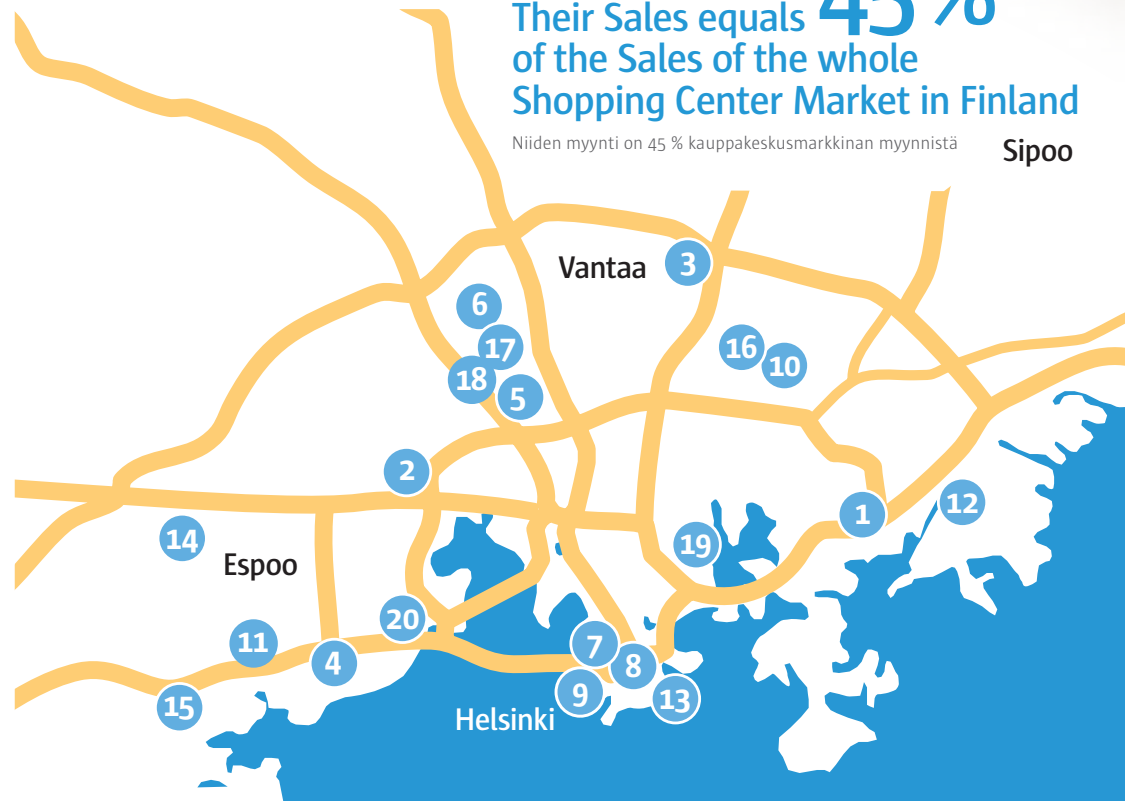 Their Sales equals 45 %
of the Sales of the whole
Shopping Center Market in Finland
Niiden myynti on 45 % kauppakeskusmarkkinan myynnistä
Sipoo
Vantaa
3
6
17
16
10
18
5
2
12
1
14
19
Espoo
20
11
7
4
8
9
13
15
Helsinki